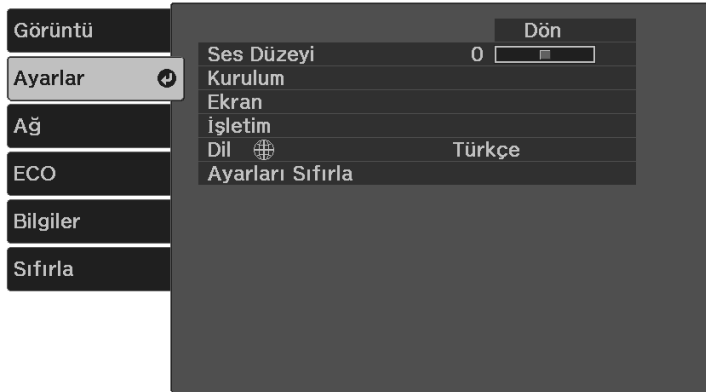 Görüntü
Ayarlar
Ağ
ECO
Bilgiler
Sıfırla
Dön
Ses Düzeyi 0
Kurulum
Ekran
İşletim
Dil Türkçe
Ayarları Sıfırla